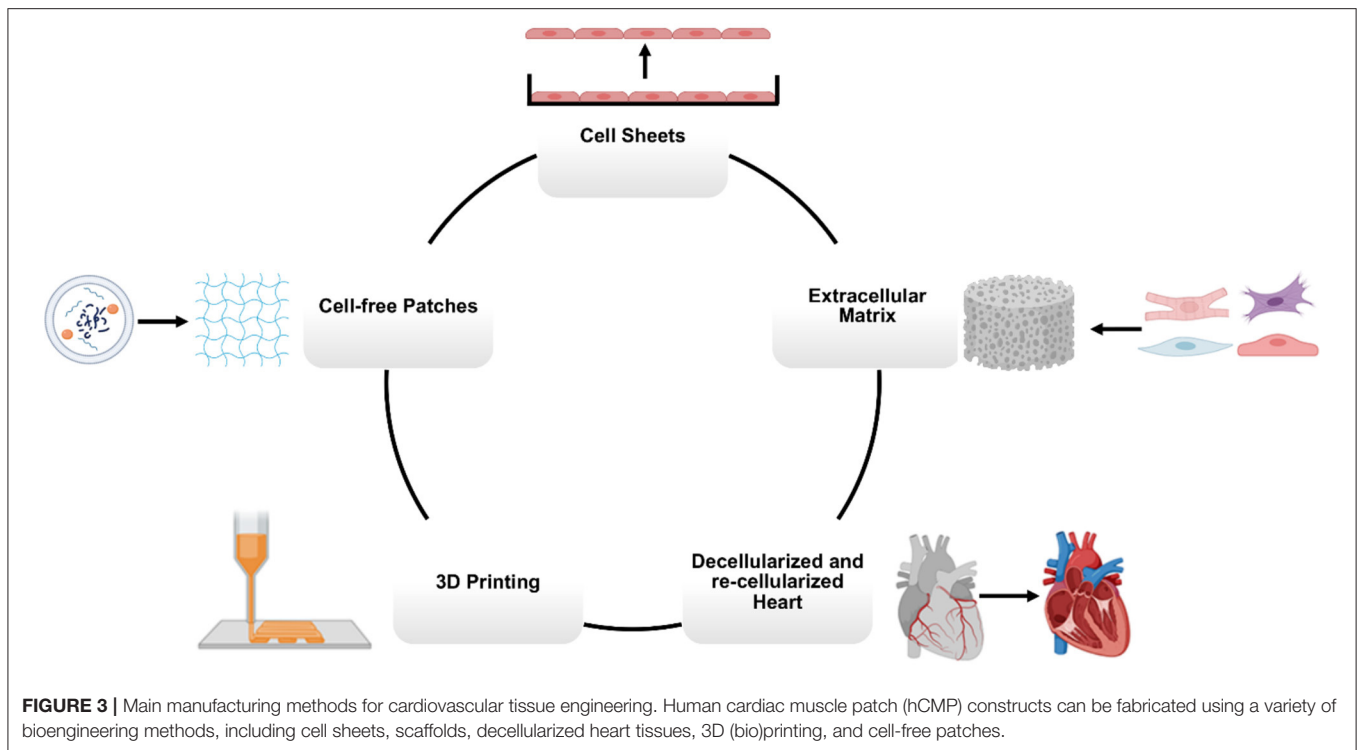 Cell Sheets
Cell-free Patches
Extracellular
Matrix
3D Printing
Decellularized and
re-cellularized
Heart
FIGURE 3 | Main manufacturing methods for cardiovascular tissue engineering. Human cardiac muscle patch (hCMP) constructs can be fabricated using a variety of
bioengineering methods, including cell sheets, scaffolds, decellularized heart tissues, 3D (bio)printing, and cell-free patches.